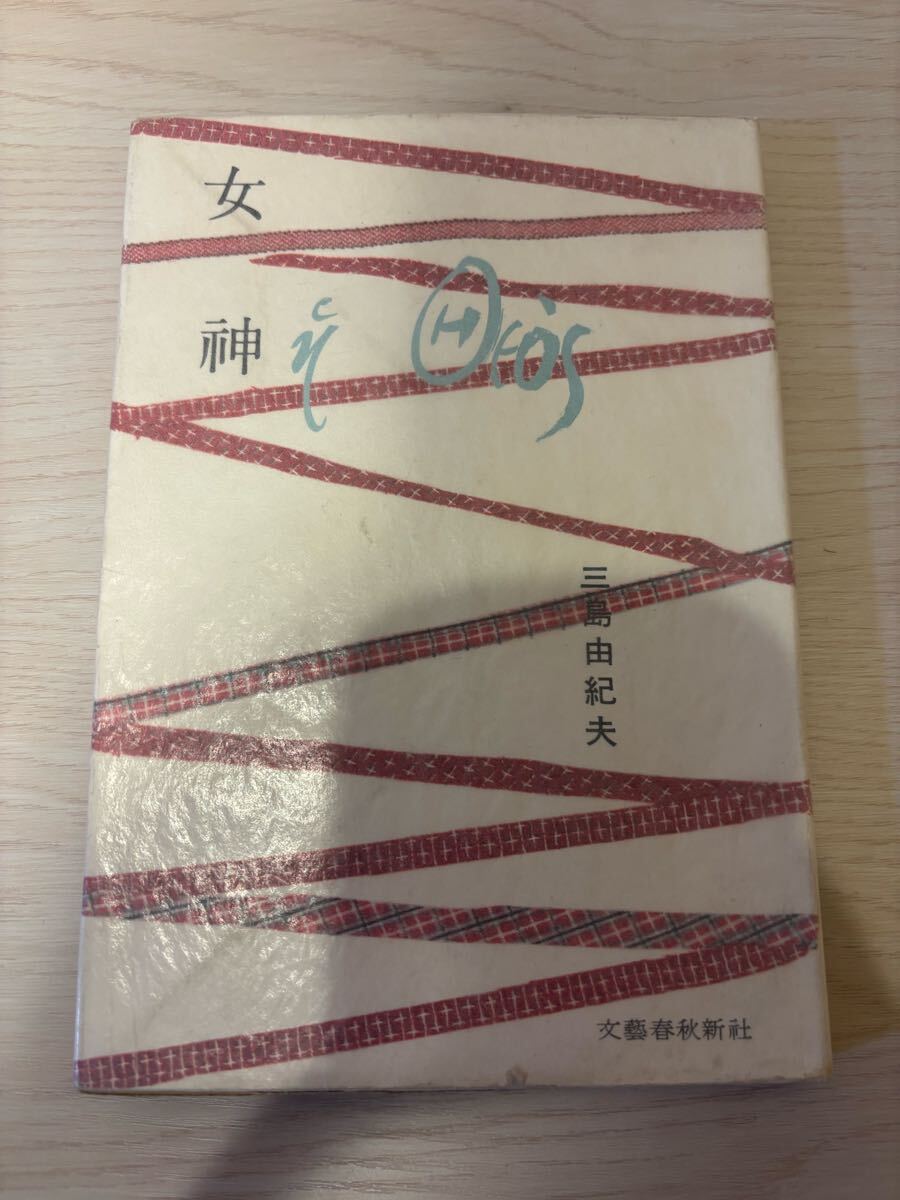 女神
ἡ Θεός
三島由紀夫
文藝春秋新社